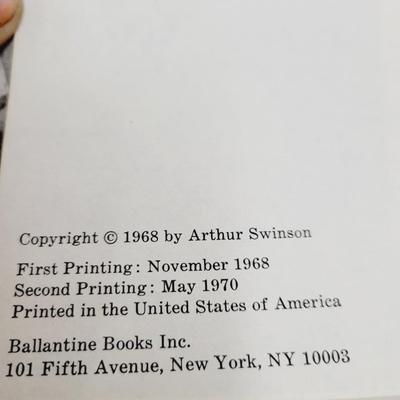 Copyright © 1968 by Arthur Swinson
First Printing: November 1968
Second Printing: May 1970
Printed in the United States of America
Ballantine Books Inc.
101 Fifth Avenue, New York, NY 10003